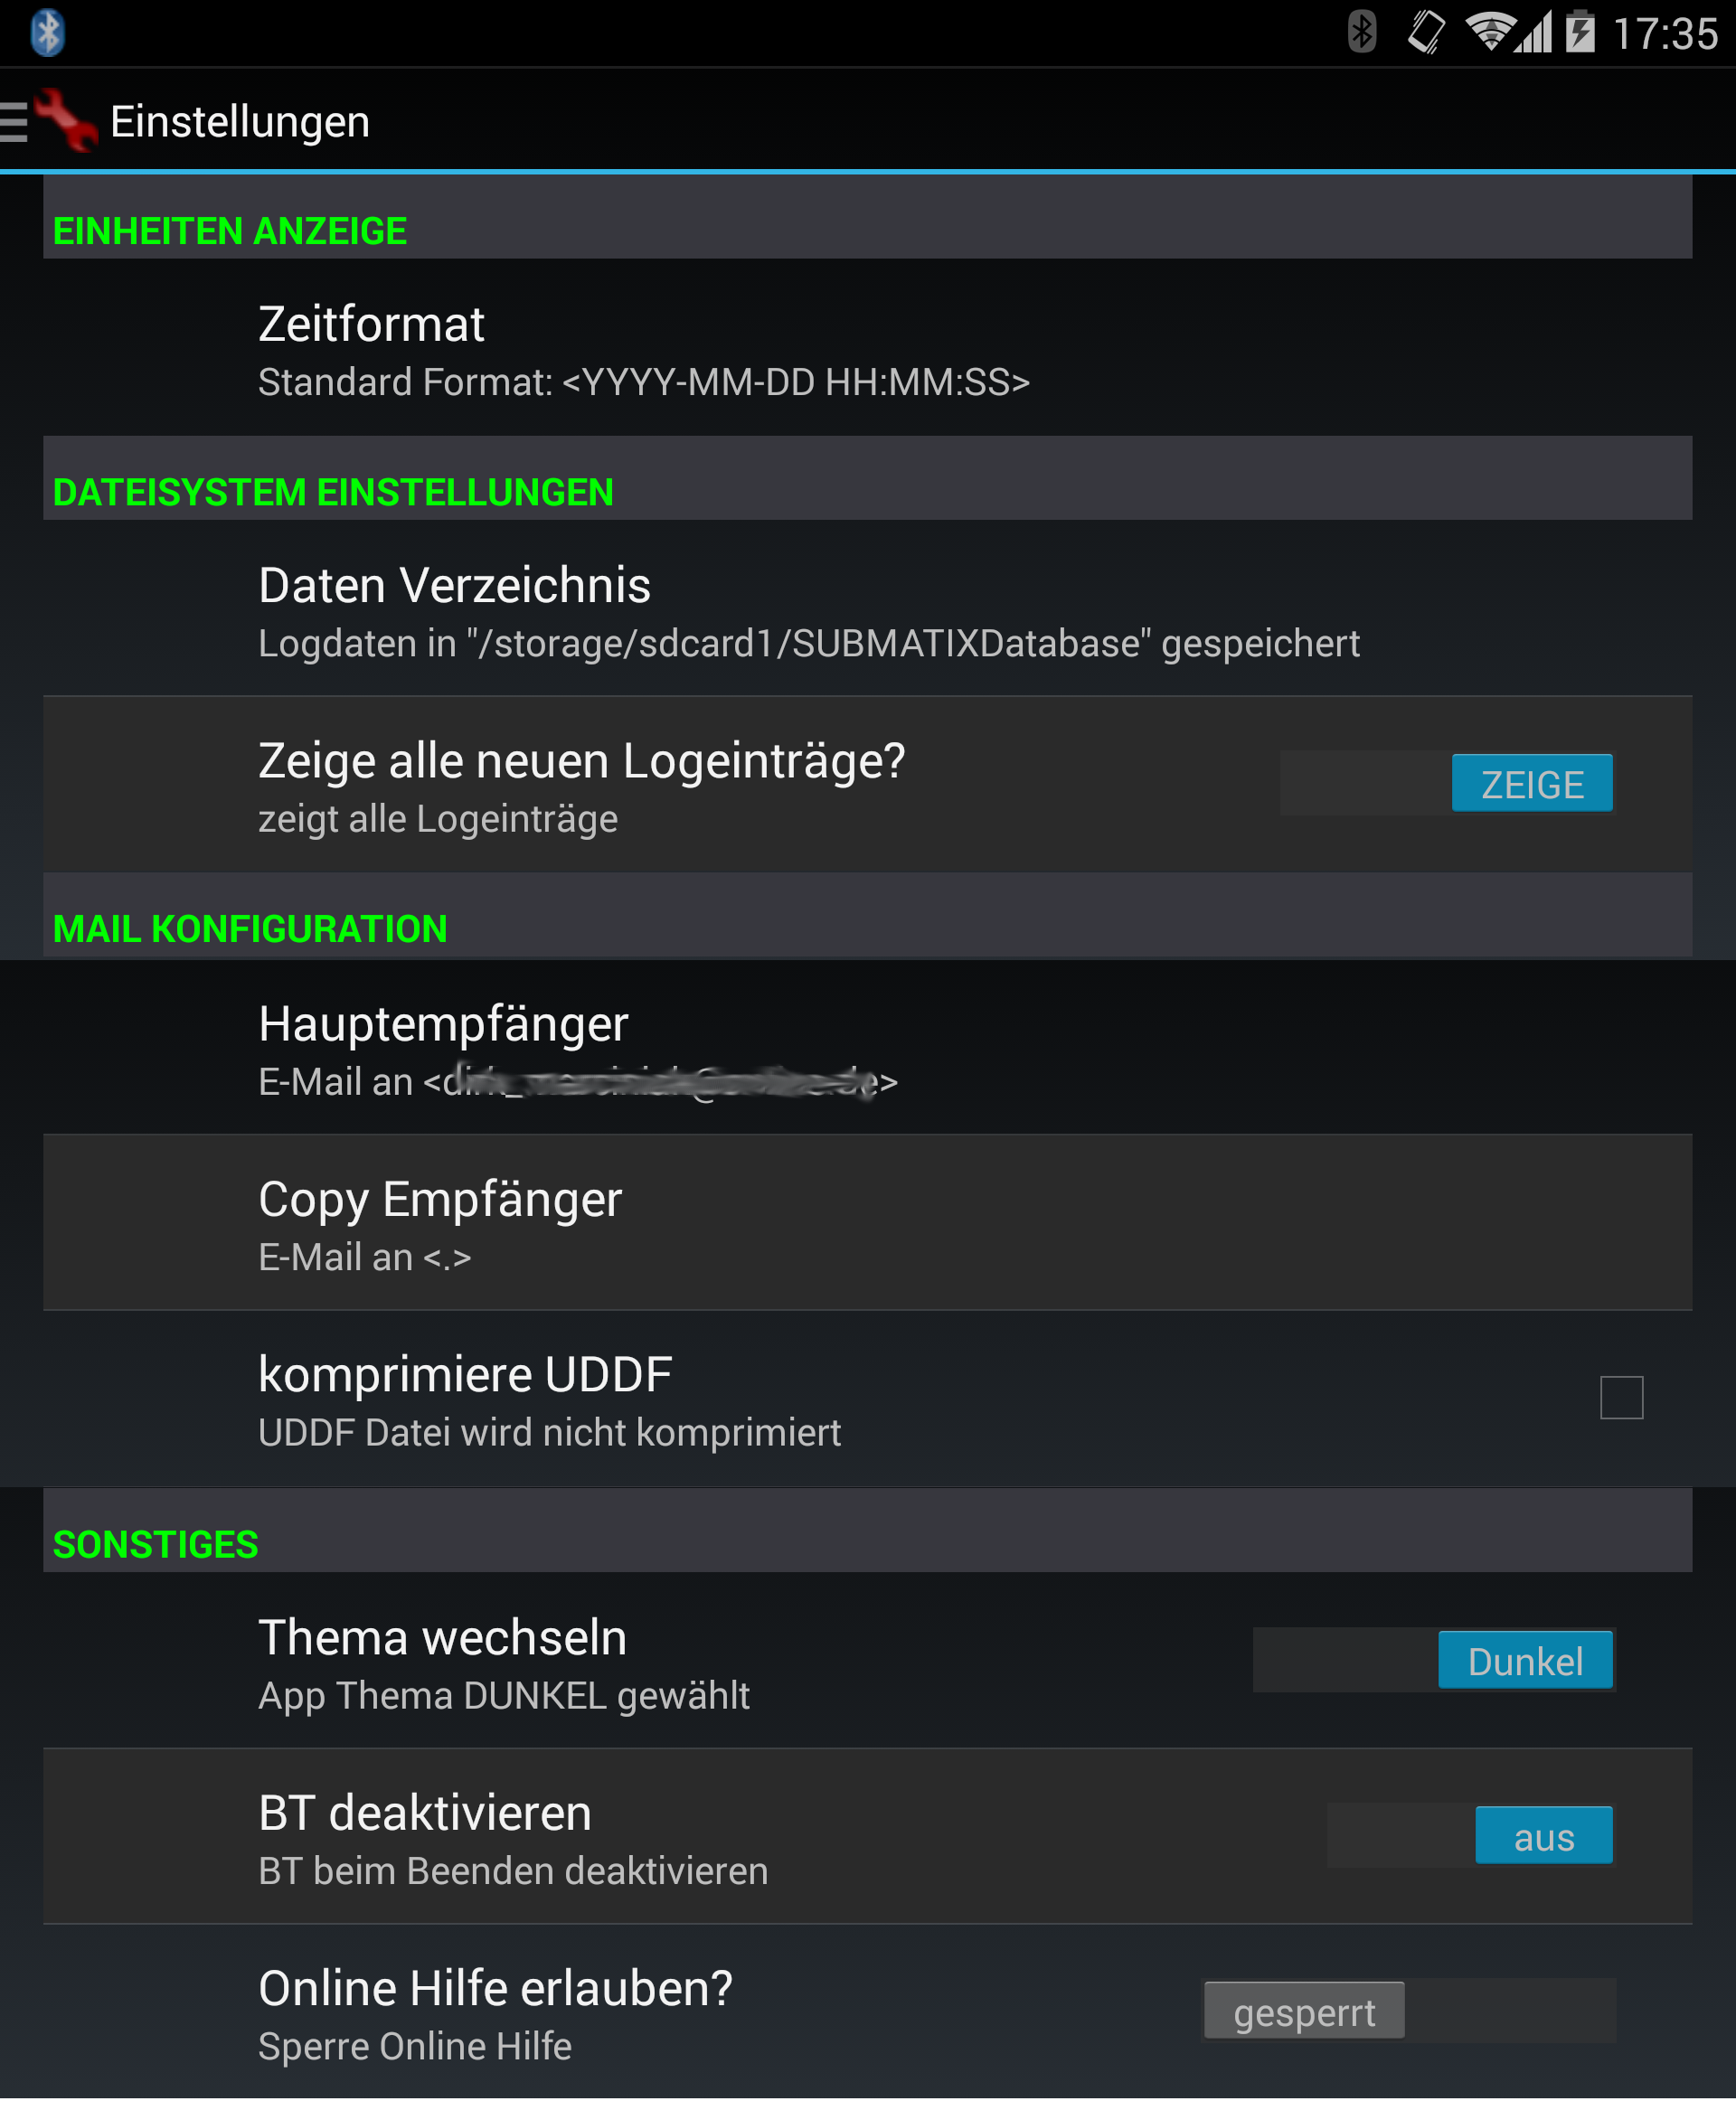 17:35
Einstellungen
EINHEITEN ANZEIGE
Zeitformat
Standard Format: <YYYY-MM-DD HH:MM:SS>
DATEISYSTEM EINSTELLUNGEN
Daten Verzeichnis
Logdaten in "/storage/sdcard1/SUBMATIXDatabase" gespeichert
Zeige alle neuen Logeinträge?
ZEIGE
zeigt alle Logeinträge
MAIL KONFIGURATION
Hauptempfänger
E-Mail an
Copy Empfänger
E-Mail an <.>
komprimiere UDDF
UDDF Datei wird nicht komprimiert
SONSTIGES
Thema wechseln
Dunkel
App Thema DUNKEL gewählt
BT deaktivieren
aus
BT beim Beenden deaktivieren
Online Hilfe erlauben?
gesperrt
Sperre Online Hilfe